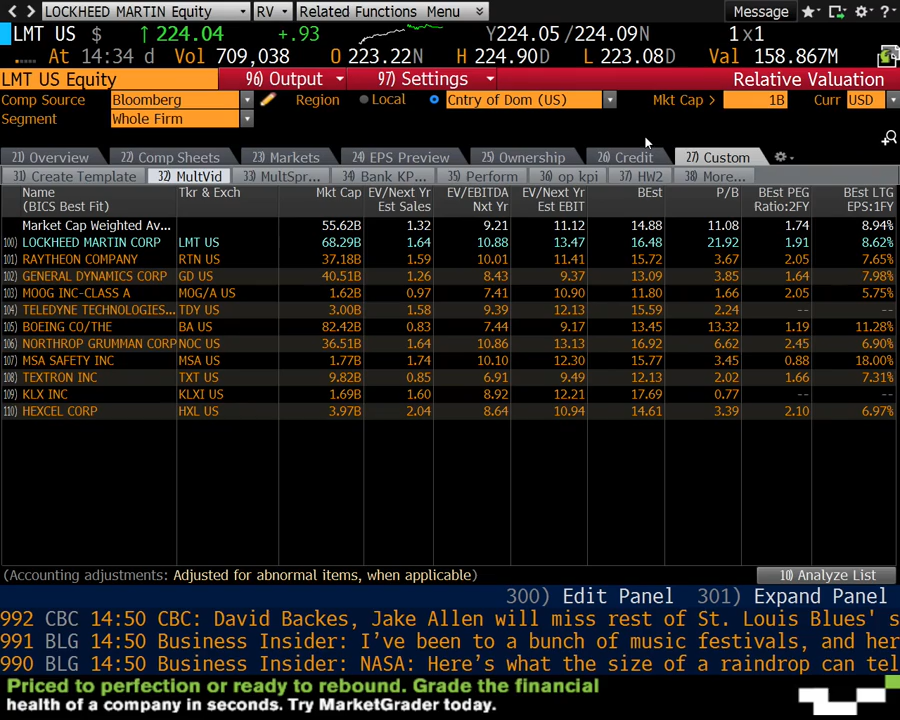 LOCKHEED MARTIN Equity RV Related Functions Menu Message
LMT US $ ↑ 224.04 +.93 Y224.05 /224.09N 1x1
At 14:34 d Vol 709,038 O 223.22N H 224.90D L 223.08D Val 158.867M
LMT US Equity 96) Output 97) Settings Relative Valuation
Comp Source Bloomberg Region Local Cntry of Dom (US) Mkt Cap > 1B Curr USD
Segment Whole Firm
21) Overview 22) Comp Sheets 23) Markets 24) EPS Preview 25) Ownership 26) Credit 27) Custom
31) Create Template 32) MultVid 33) MultSpr... 34) Bank KP... 35) Perform 36) op kpi 37) HW2 38) More...
Name Tkr & Exch Mkt Cap EV/Next Yr EV/EBITDA EV/Next Yr BEst P/B BEst PEG BEst LTG
(BICS Best Fit) Est Sales Nxt Yr Est EBIT Ratio:2FY EPS:1FY
Market Cap Weighted Av... 55.62B 1.32 9.21 11.12 14.88 11.08 1.74 8.94%
100) LOCKHEED MARTIN CORP LMT US 68.29B 1.64 10.88 13.47 16.48 21.92 1.91 8.62%
101) RAYTHEON COMPANY RTN US 37.18B 1.59 10.01 11.41 15.72 3.67 2.05 7.65%
102) GENERAL DYNAMICS CORP GD US 40.51B 1.26 8.43 9.37 13.09 3.85 1.64 7.98%
103) MOOG INC-CLASS A MOG/A US 1.62B 0.97 7.41 10.90 11.80 1.66 2.05 5.75%
104) TELEDYNE TECHNOLOGIES... TDY US 3.00B 1.58 9.39 12.13 15.59 2.24 -- --
105) BOEING CO/THE BA US 82.42B 0.83 7.44 9.17 13.45 13.32 1.19 11.28%
106) NORTHROP GRUMMAN CORP NOC US 36.51B 1.64 10.86 13.13 16.92 6.62 2.45 6.90%
107) MSA SAFETY INC MSA US 1.77B 1.74 10.10 12.30 15.77 3.45 0.88 18.00%
108) TEXTRON INC TXT US 9.82B 0.85 6.91 9.49 12.13 2.02 1.66 7.31%
109) KLX INC KLXI US 1.69B 1.60 8.92 12.21 17.69 0.77 -- --
110) HEXCEL CORP HXL US 3.97B 2.04 8.64 10.94 14.61 3.39 2.10 6.97%
(Accounting adjustments: Adjusted for abnormal items, when applicable) 10) Analyze List
300) Edit Panel 301) Expand Panel
992 CBC 14:50 CBC: David Backes, Jake Allen will miss rest of St. Louis Blues' s
991 BLG 14:50 Business Insider: I've been to a bunch of music festivals, and her
990 BLG 14:50 Business Insider: NASA: Here's what the size of a raindrop can tel
Priced to perfection or ready to rebound. Grade the financial
health of a company in seconds. Try MarketGrader today.